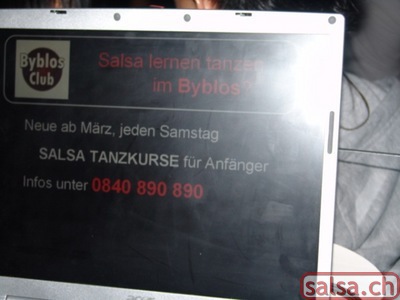 Byblos
Club
Salsa lernen tanzen
im Byblos
Neue ab März, jeden Samstag
SALSA TANZKURSE für Anfänger
Infos unter 0840 890 890
acer
salsa.ch